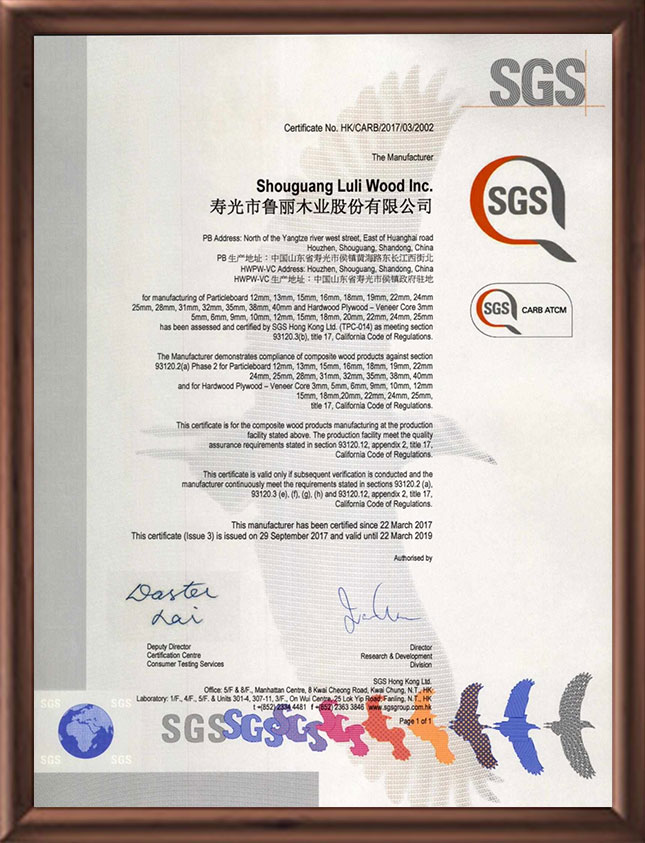 SGS
Certificate No. HK/CARB/2017/03/2002
The Manufacturer
Shouguang Luli Wood Inc.
寿光市鲁丽木业股份有限公司
SGS
PB Address: North of the Yangtze river west street, East of Huanghai road
Houzhen, Shouguang, Shandong, China
PB 生产地址：中国山东省寿光市侯镇黄海路东长江西街北
HWPW-VC Address: Houzhen, Shouguang, Shandong, China
HWPW-VC 生产地址：中国山东省寿光市侯镇政府驻地
SGS CARB ATCM
for manufacturing of Particleboard 12mm, 13mm, 15mm, 16mm, 18mm, 19mm, 22mm, 24mm
25mm, 28mm, 31mm, 32mm, 35mm, 38mm, 40mm and Hardwood Plywood – Veneer Core 3mm
5mm, 6mm, 9mm, 10mm, 12mm, 15mm, 18mm, 20mm, 22mm, 24mm, 25mm
has been assessed and certified by SGS Hong Kong Ltd. (TPC-014) as meeting section
93120.3(b), title 17, California Code of Regulations.
The Manufacturer demonstrates compliance of composite wood products against section
93120.2(a) Phase 2 for Particleboard 12mm, 13mm, 15mm, 16mm, 18mm, 19mm, 22mm
24mm, 25mm, 28mm, 31mm, 32mm, 35mm, 38mm, 40mm
and for Hardwood Plywood – Veneer Core 3mm, 5mm, 6mm, 9mm, 10mm, 12mm
15mm, 18mm,20mm, 22mm, 24mm, 25mm,
title 17, California Code of Regulations.
This certificate is for the composite wood products manufacturing at the production
facility stated above. The production facility meet the quality
assurance requirements stated in section 93120.12, appendix 2, title 17,
California Code of Regulations.
This certificate is valid only if subsequent verification is conducted and the
manufacturer continuously meet the requirements stated in sections 93120.2 (a),
93120.3 (e), (f), (g), (h) and 93120.12, appendix 2, title 17,
California Code of Regulations.
This manufacturer has been certified since 22 March 2017
This certificate (Issue 3) is issued on 29 September 2017 and valid until 22 March 2019
Authorised by
Daster
Lai
Deputy Director
Certification Centre
Consumer Testing Services
Director
Research & Development
Division
SGS Hong Kong Ltd.
Office: 5/F & 8/F., Manhattan Centre, 8 Kwai Cheong Road, Kwai Chung, N.T., HK
Laboratory: 1/F., 4/F., 5/F. & Units 301-4, 307-11, 3/F., On Wui Centre, 25 Lok Yip Road, Fanling, N.T., HK
t +(852) 2334 4481 f +(852) 2363 3846 www.sgsgroup.com.hk
Page 1 of 1
SGS
SGS SGS SGS SGS
SGS SGS